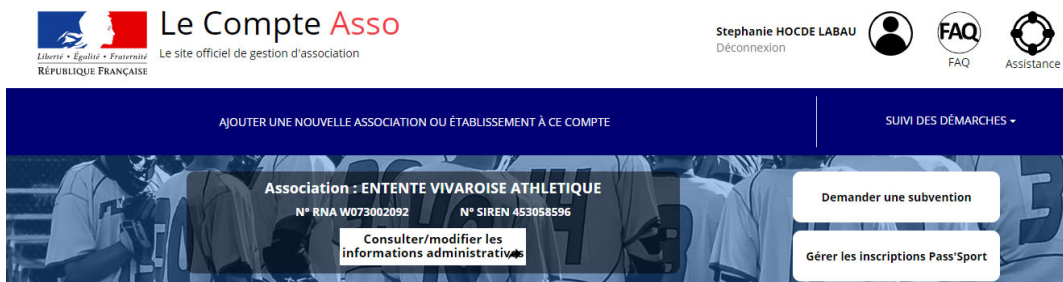 Le Compte Asso
Le site officiel de gestion d'association
Liberté • Égalité • Fraternité
RÉPUBLIQUE FRANÇAISE
Stephanie HOCDE LABAU
Déconnexion
FAQ
FAQ
Assistance
AJOUTER UNE NOUVELLE ASSOCIATION OU ÉTABLISSEMENT À CE COMPTE
SUIVI DES DÉMARCHES
Association : ENTENTE VIVAROISE ATHLETIQUE
N° RNA W073002092 N° SIREN 453058596
Consulter/modifier les
informations administratives
Demander une subvention
Gérer les inscriptions Pass'Sport